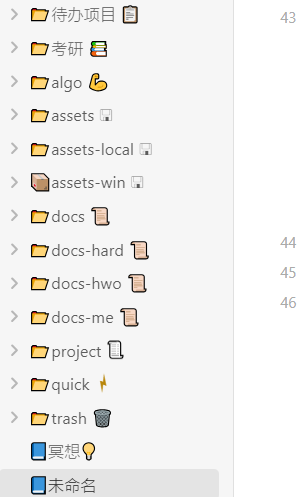 待办项目 📋
考研 📚
algo 💪
assets 💾
assets-local 💾
assets-win 💾
docs 📜
docs-hard 📜
docs-hwo 📜
docs-me 📜
project 📃
quick ⚡
trash 🗑️
冥想💡
未命名
43
44
45
46